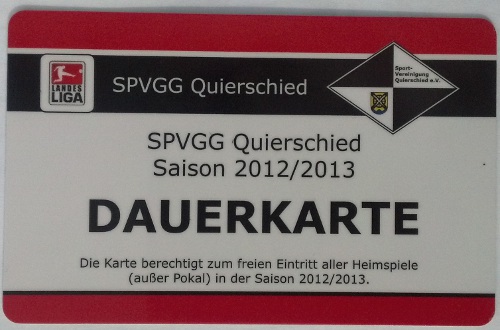 LANDES
LIGA
SPVGG Quierschied
Sport-
Vereinigung
Quierschied e.V.
SPVGG Quierschied
Saison 2012/2013
DAUERKARTE
Die Karte berechtigt zum freien Eintritt aller Heimspiele
(außer Pokal) in der Saison 2012/2013.